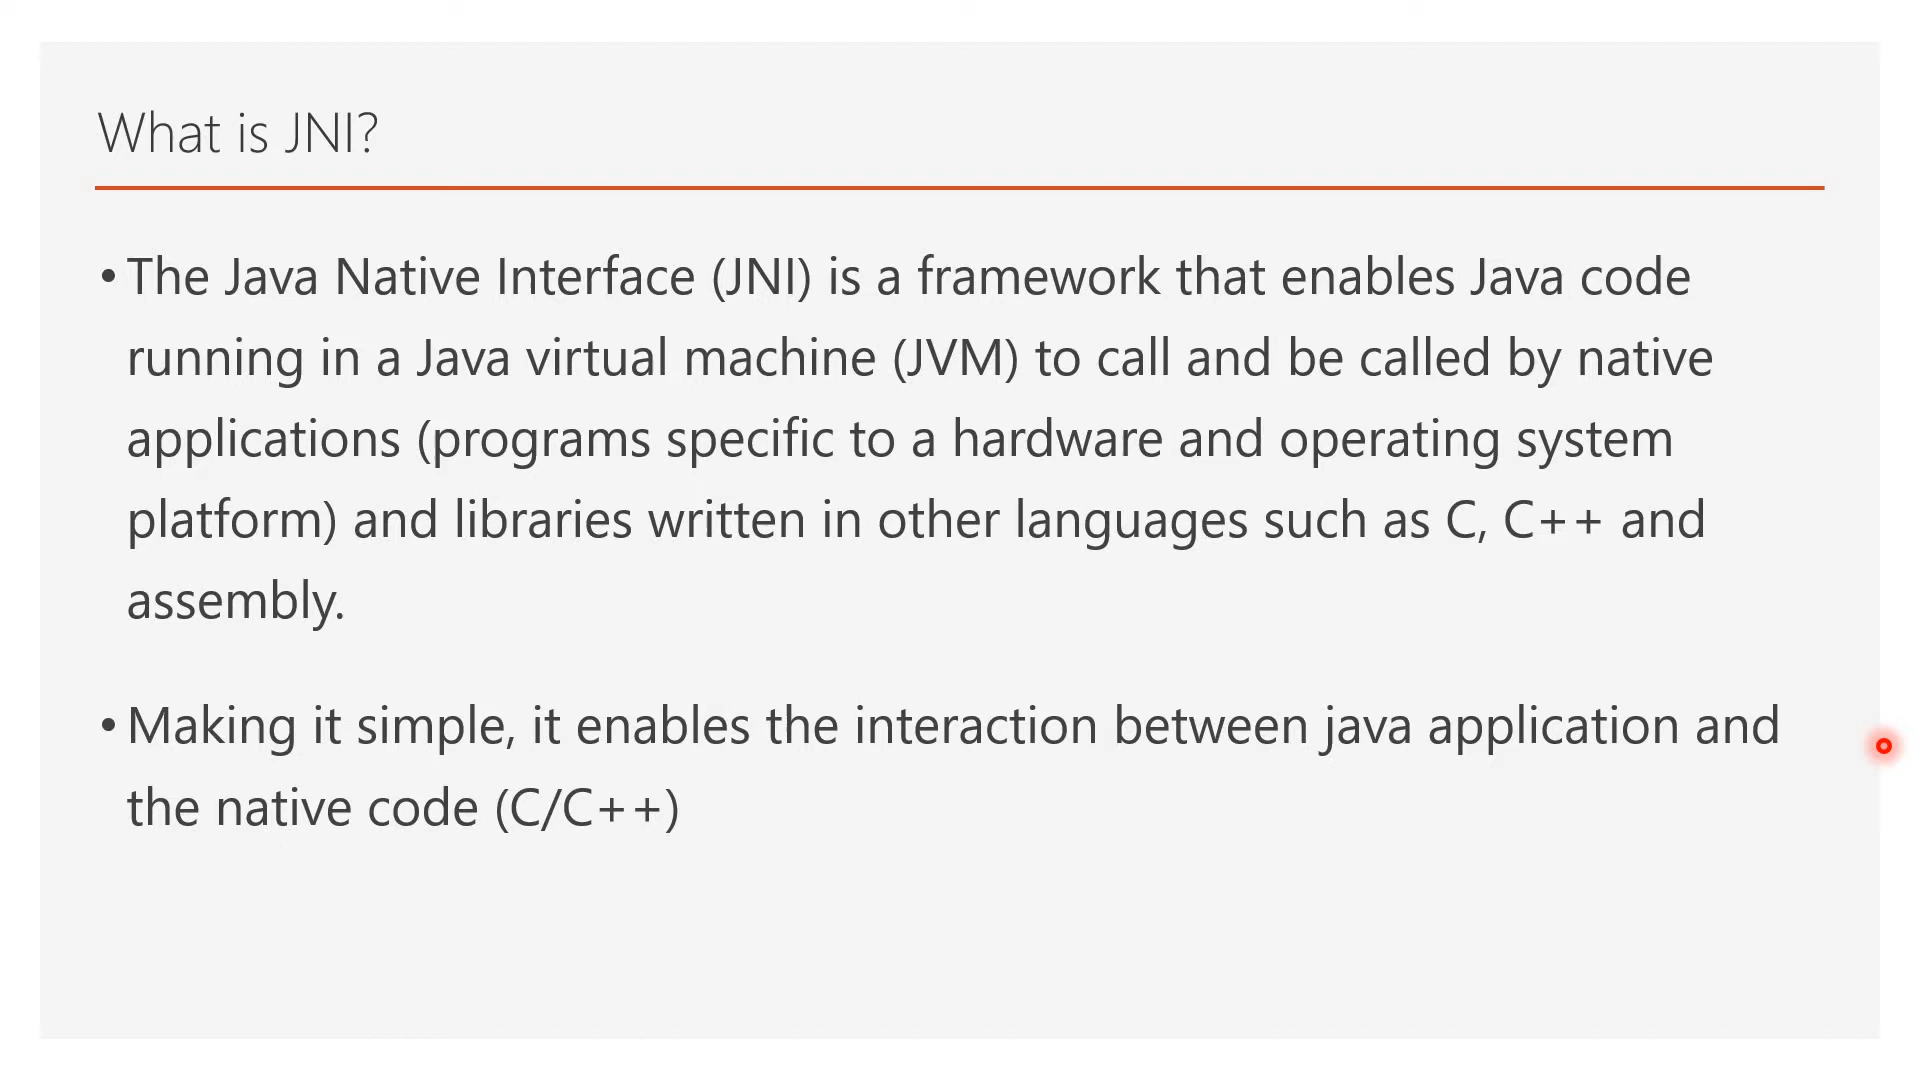 What is JNI?
• The Java Native Interface (JNI) is a framework that enables Java code
running in a Java virtual machine (JVM) to call and be called by native
applications (programs specific to a hardware and operating system
platform) and libraries written in other languages such as C, C++ and
assembly.
• Making it simple, it enables the interaction between java application and
the native code (C/C++)